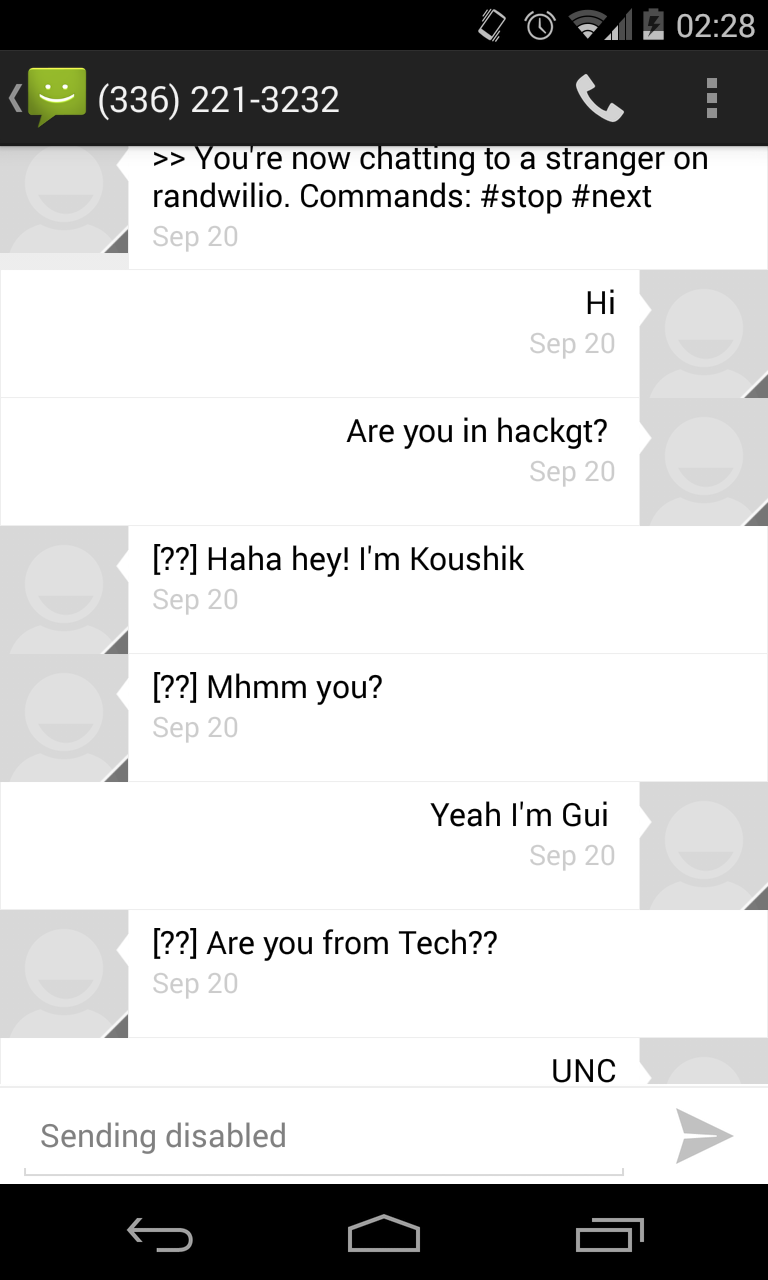 02:28
(336) 221-3232
>> You're now chatting to a stranger on
randwilio. Commands: #stop #next
Sep 20
Hi
Sep 20
Are you in hackgt?
Sep 20
[??] Haha hey! I'm Koushik
Sep 20
[??] Mhmm you?
Sep 20
Yeah I'm Gui
Sep 20
[??] Are you from Tech??
Sep 20
UNC
Sending disabled